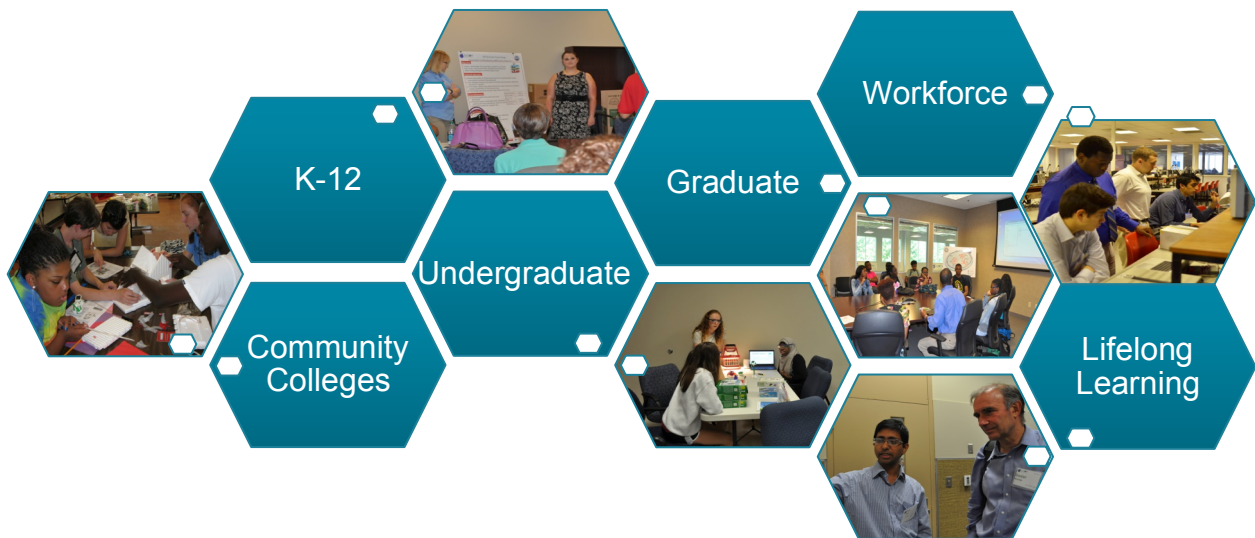 K-12
Community
Colleges
Undergraduate
Graduate
Workforce
Lifelong
Learning